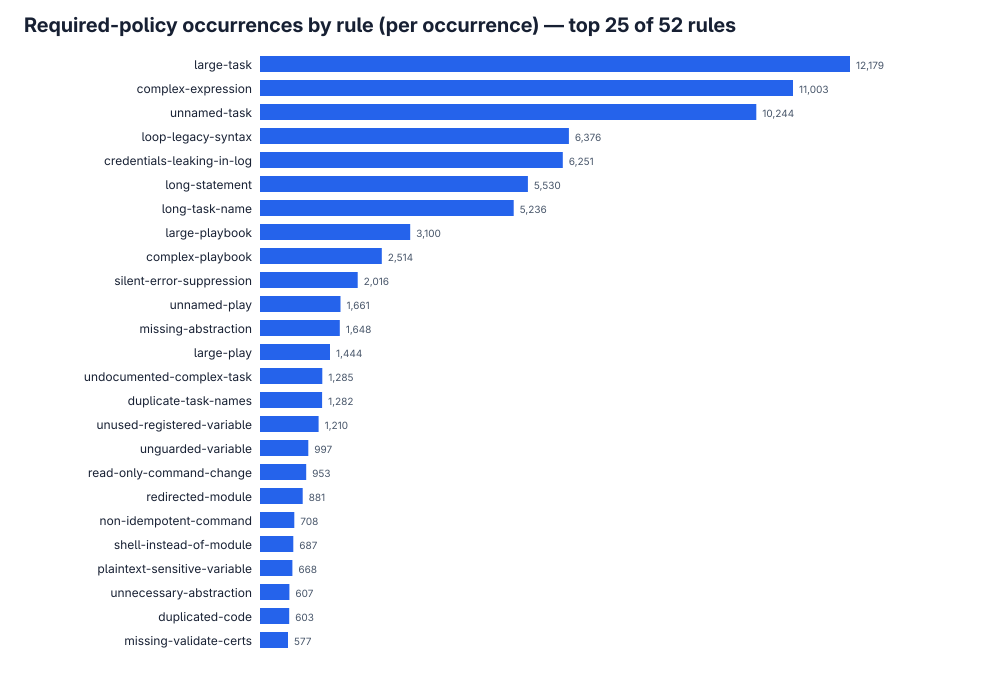 Required-policy occurrences by rule (per occurrence) — top 25 of 52 rules
large-task 12,179
complex-expression 11,003
unnamed-task 10,244
loop-legacy-syntax 6,376
credentials-leaking-in-log 6,251
long-statement 5,530
long-task-name 5,236
large-playbook 3,100
complex-playbook 2,514
silent-error-suppression 2,016
unnamed-play 1,661
missing-abstraction 1,648
large-play 1,444
undocumented-complex-task 1,285
duplicate-task-names 1,282
unused-registered-variable 1,210
unguarded-variable 997
read-only-command-change 953
redirected-module 881
non-idempotent-command 708
shell-instead-of-module 687
plaintext-sensitive-variable 668
unnecessary-abstraction 607
duplicated-code 603
missing-validate-certs 577